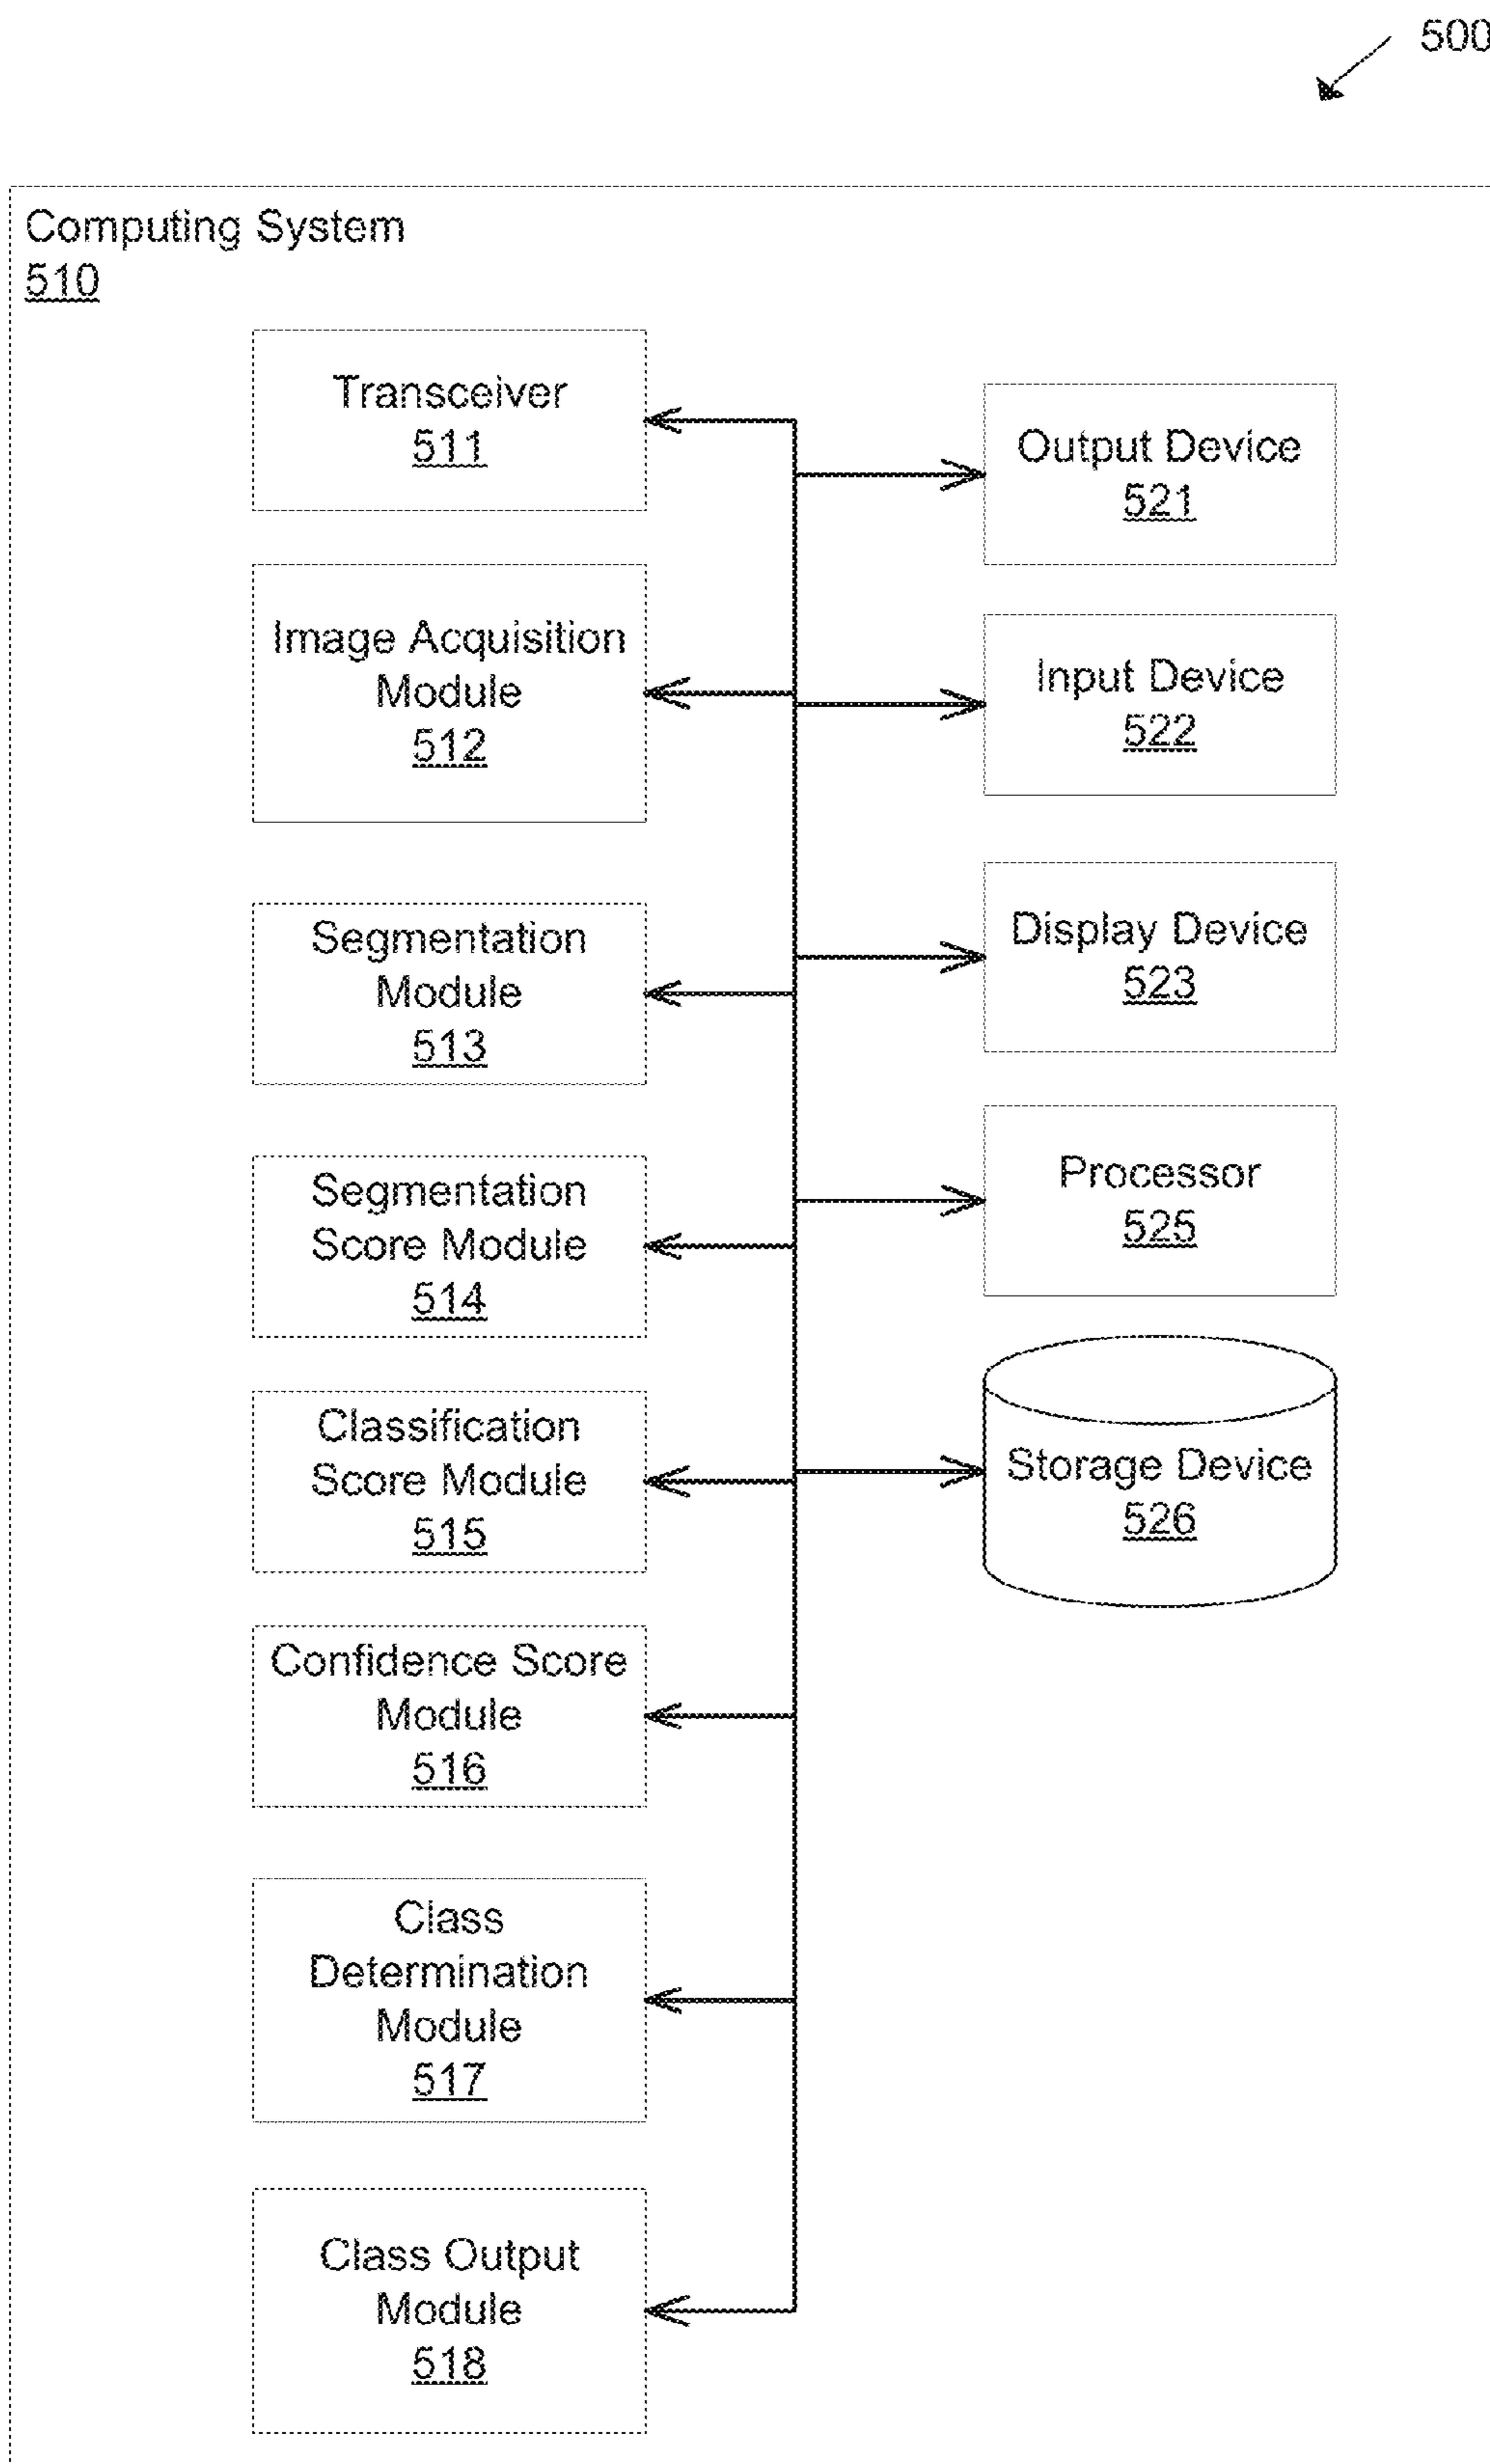 500
Computing System
510
Transceiver
511
Image Acquisition
Module
512
Segmentation
Module
513
Segmentation
Score Module
514
Classification
Score Module
515
Confidence Score
Module
516
Class
Determination
Module
517
Class Output
Module
518
Output Device
521
Input Device
522
Display Device
523
Processor
525
Storage Device
526